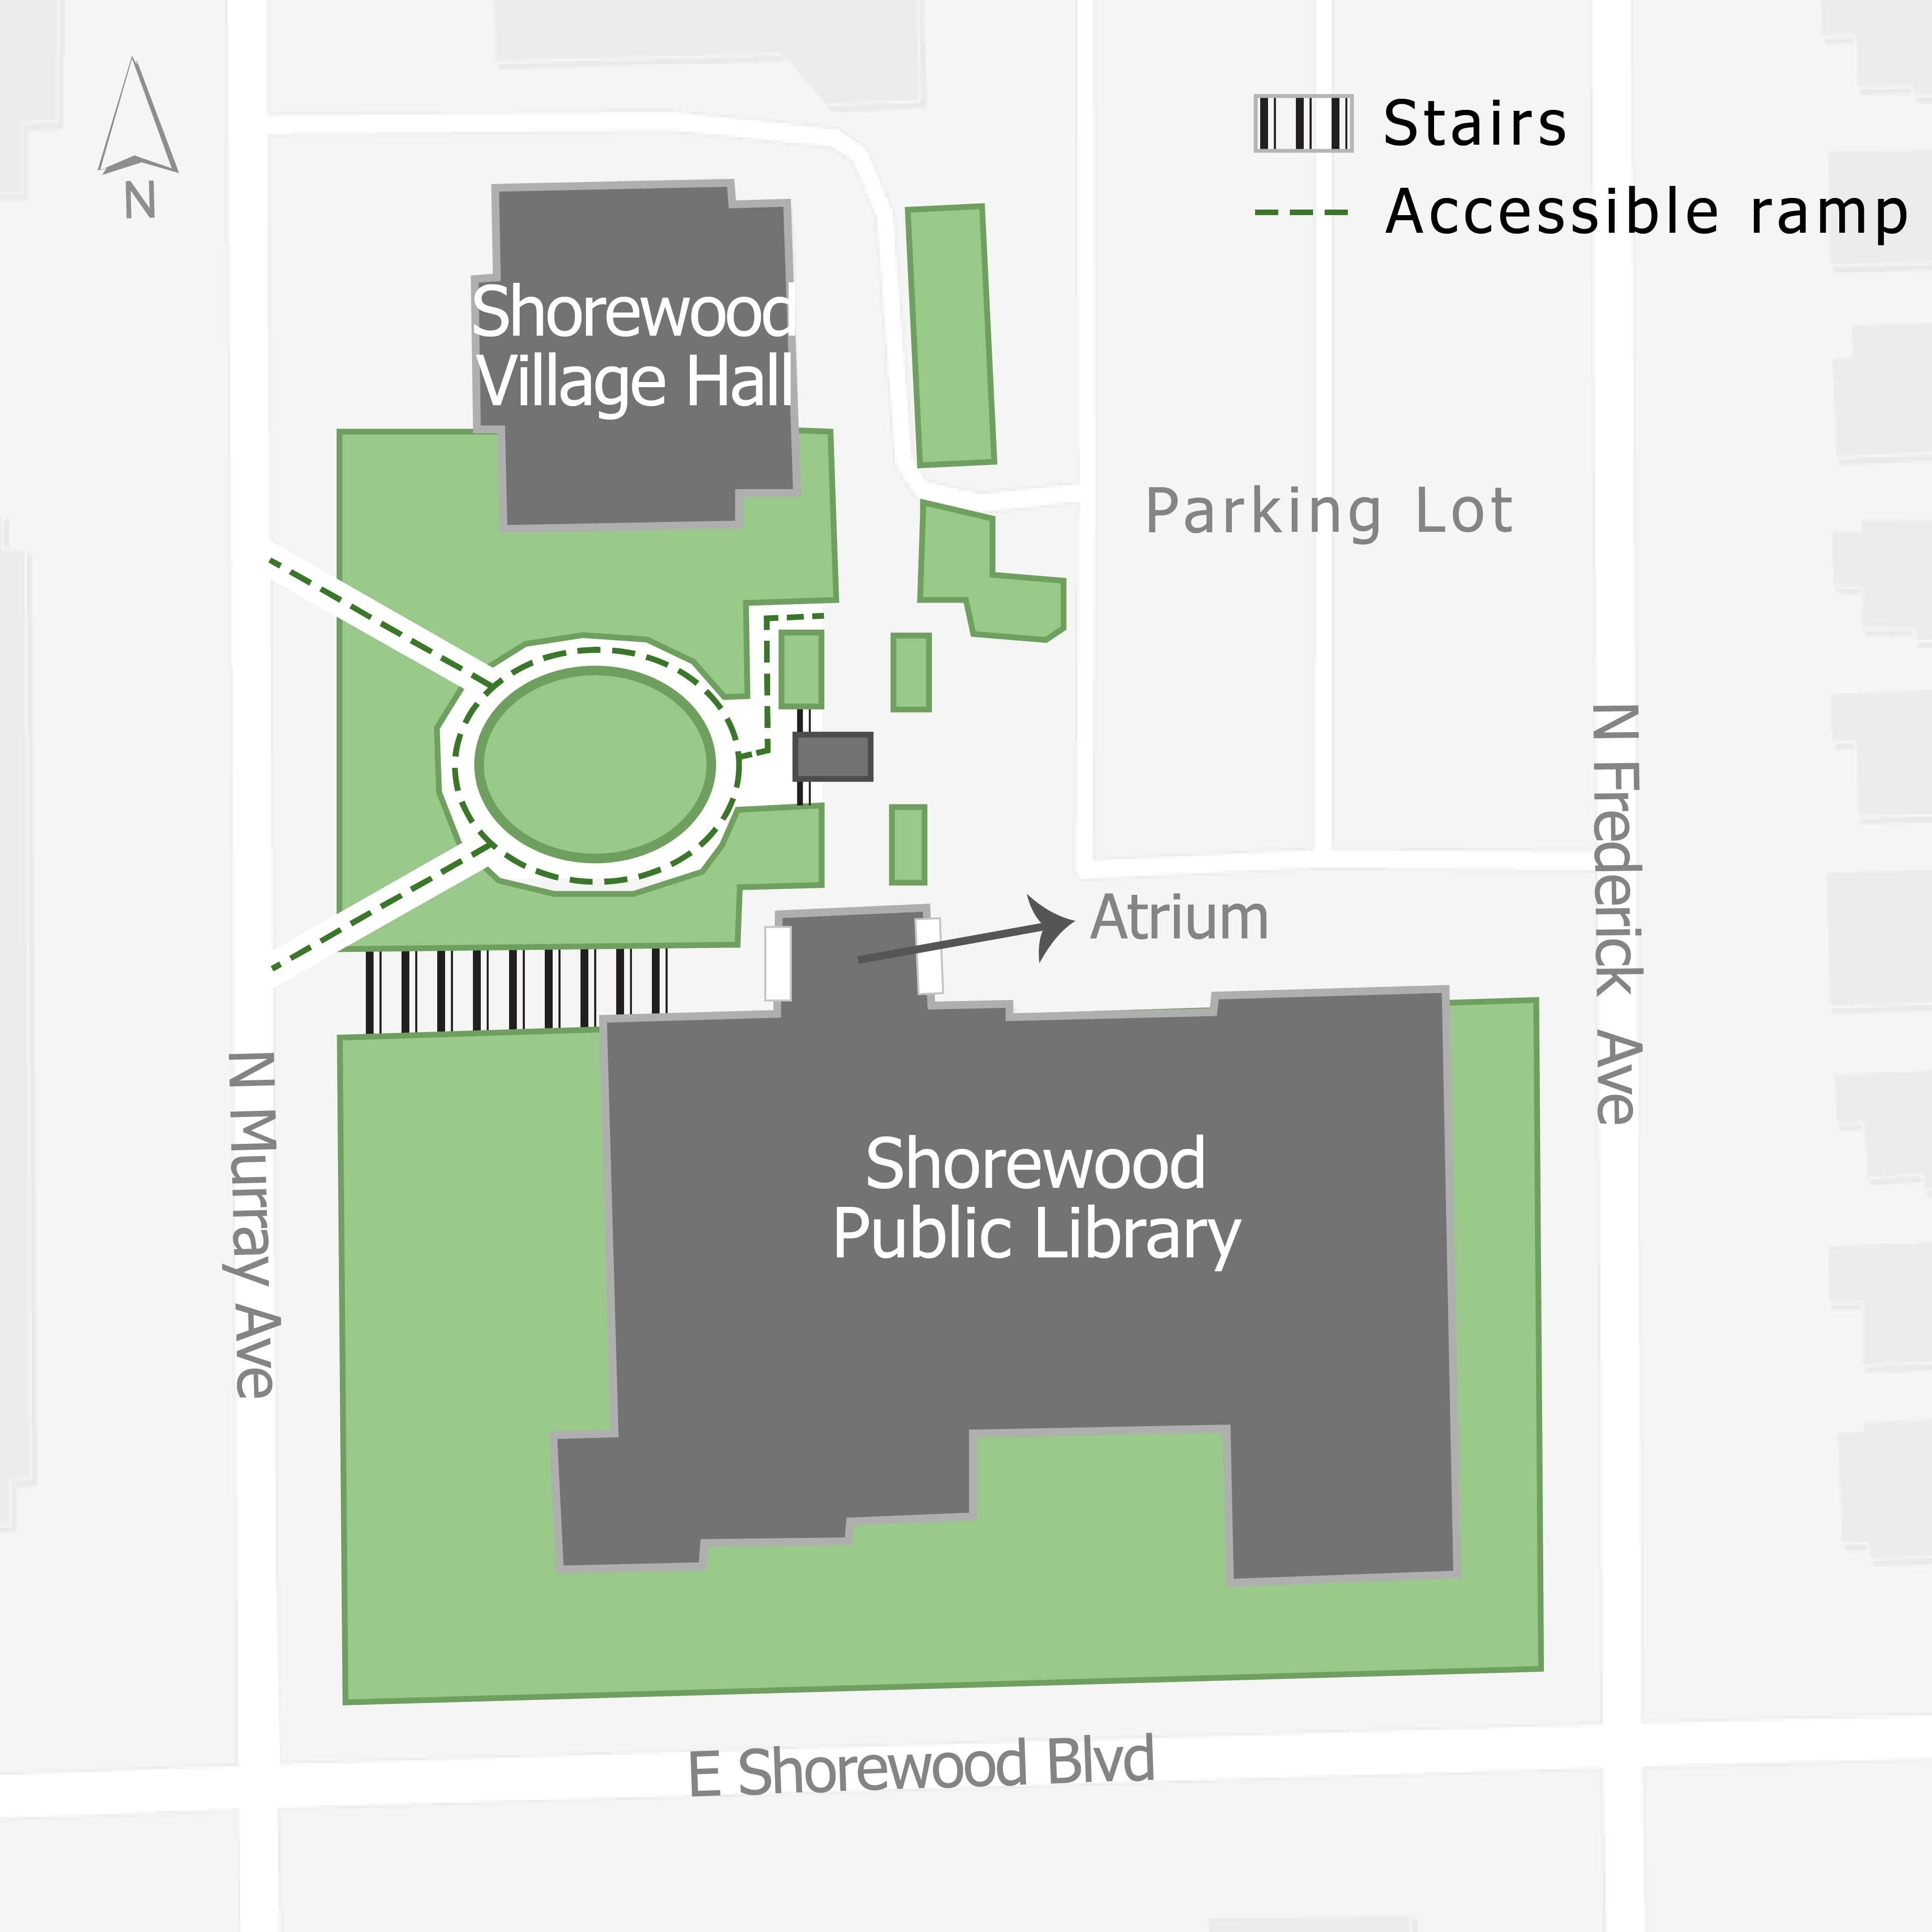 Stairs
N
Accessible ramp
Shorewood
Village Hall
Parking Lot
N Frederick Ave
Atrium
N Murray Ave
Shorewood
Public Library
E Shorewood Blvd